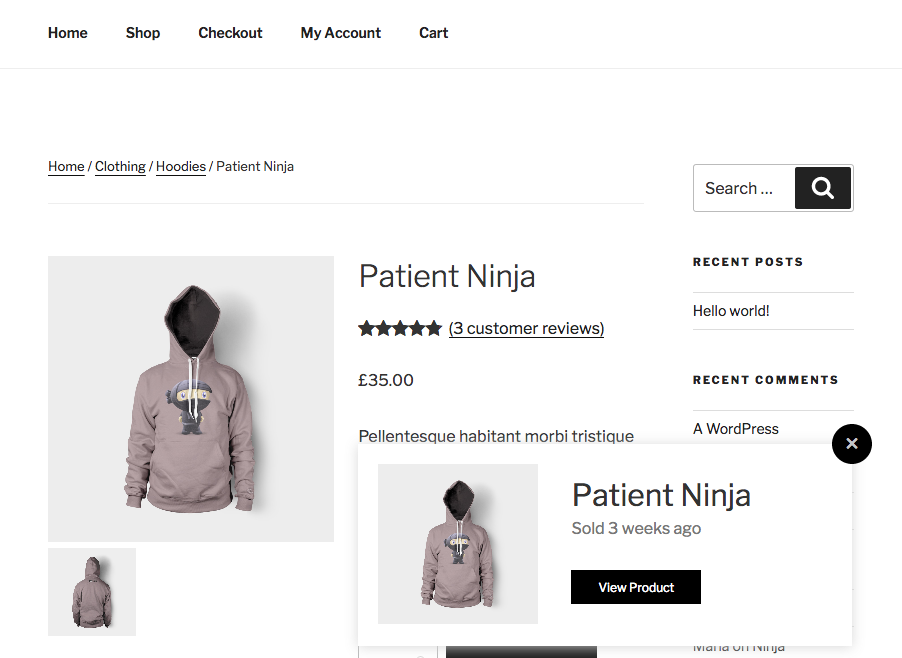 Home Shop Checkout My Account Cart
Home / Clothing / Hoodies / Patient Ninja
Search ...
Patient Ninja
(3 customer reviews)
£35.00
Pellentesque habitant morbi tristique
RECENT POSTS
Hello world!
RECENT COMMENTS
A WordPress
Patient Ninja
Sold 3 weeks ago
View Product
Maria on Ninja